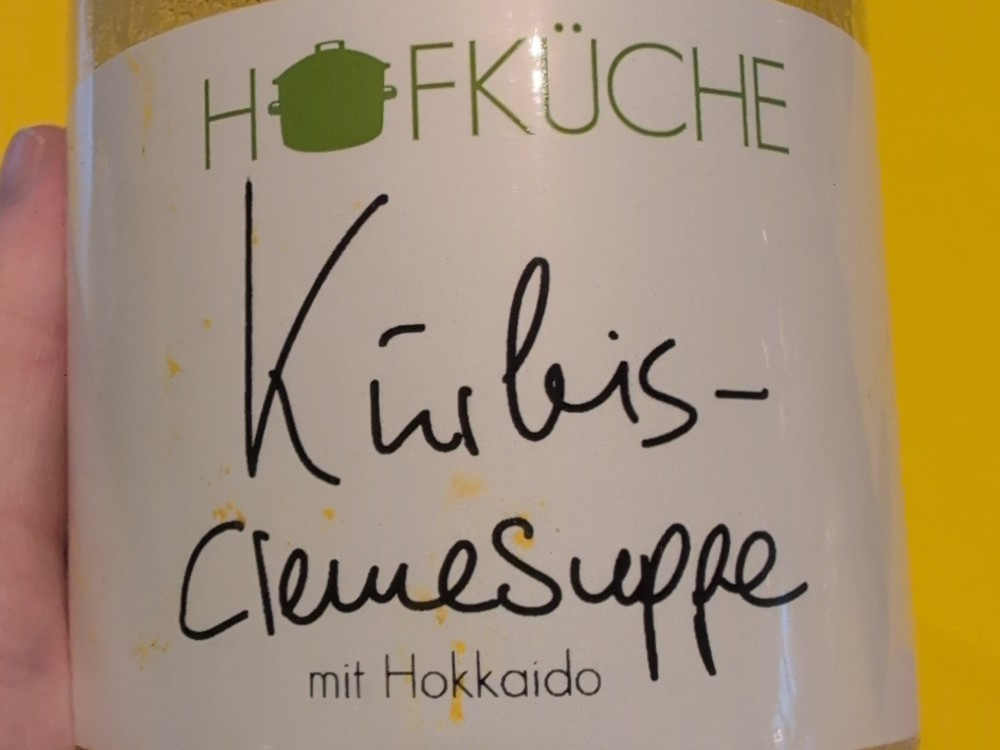 HOFKÜCHE
Kürbis-
Cremesuppe
mit Hokkaido